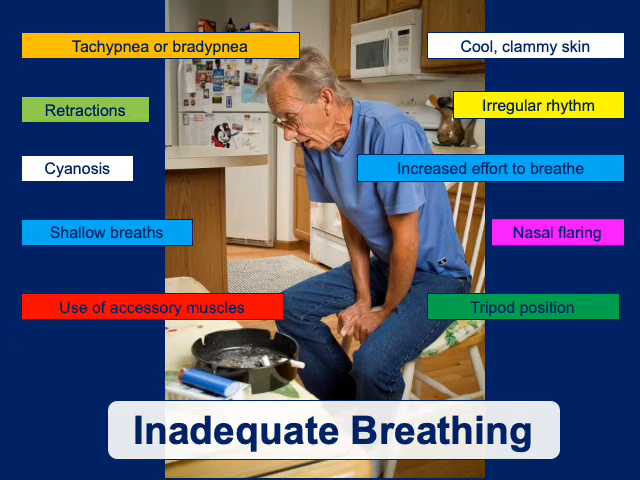 Tachypnea or bradypnea
Cool, clammy skin
Retractions
Irregular rhythm
Cyanosis
Increased effort to breathe
Shallow breaths
Nasal flaring
Use of accessory muscles
Tripod position
Inadequate Breathing